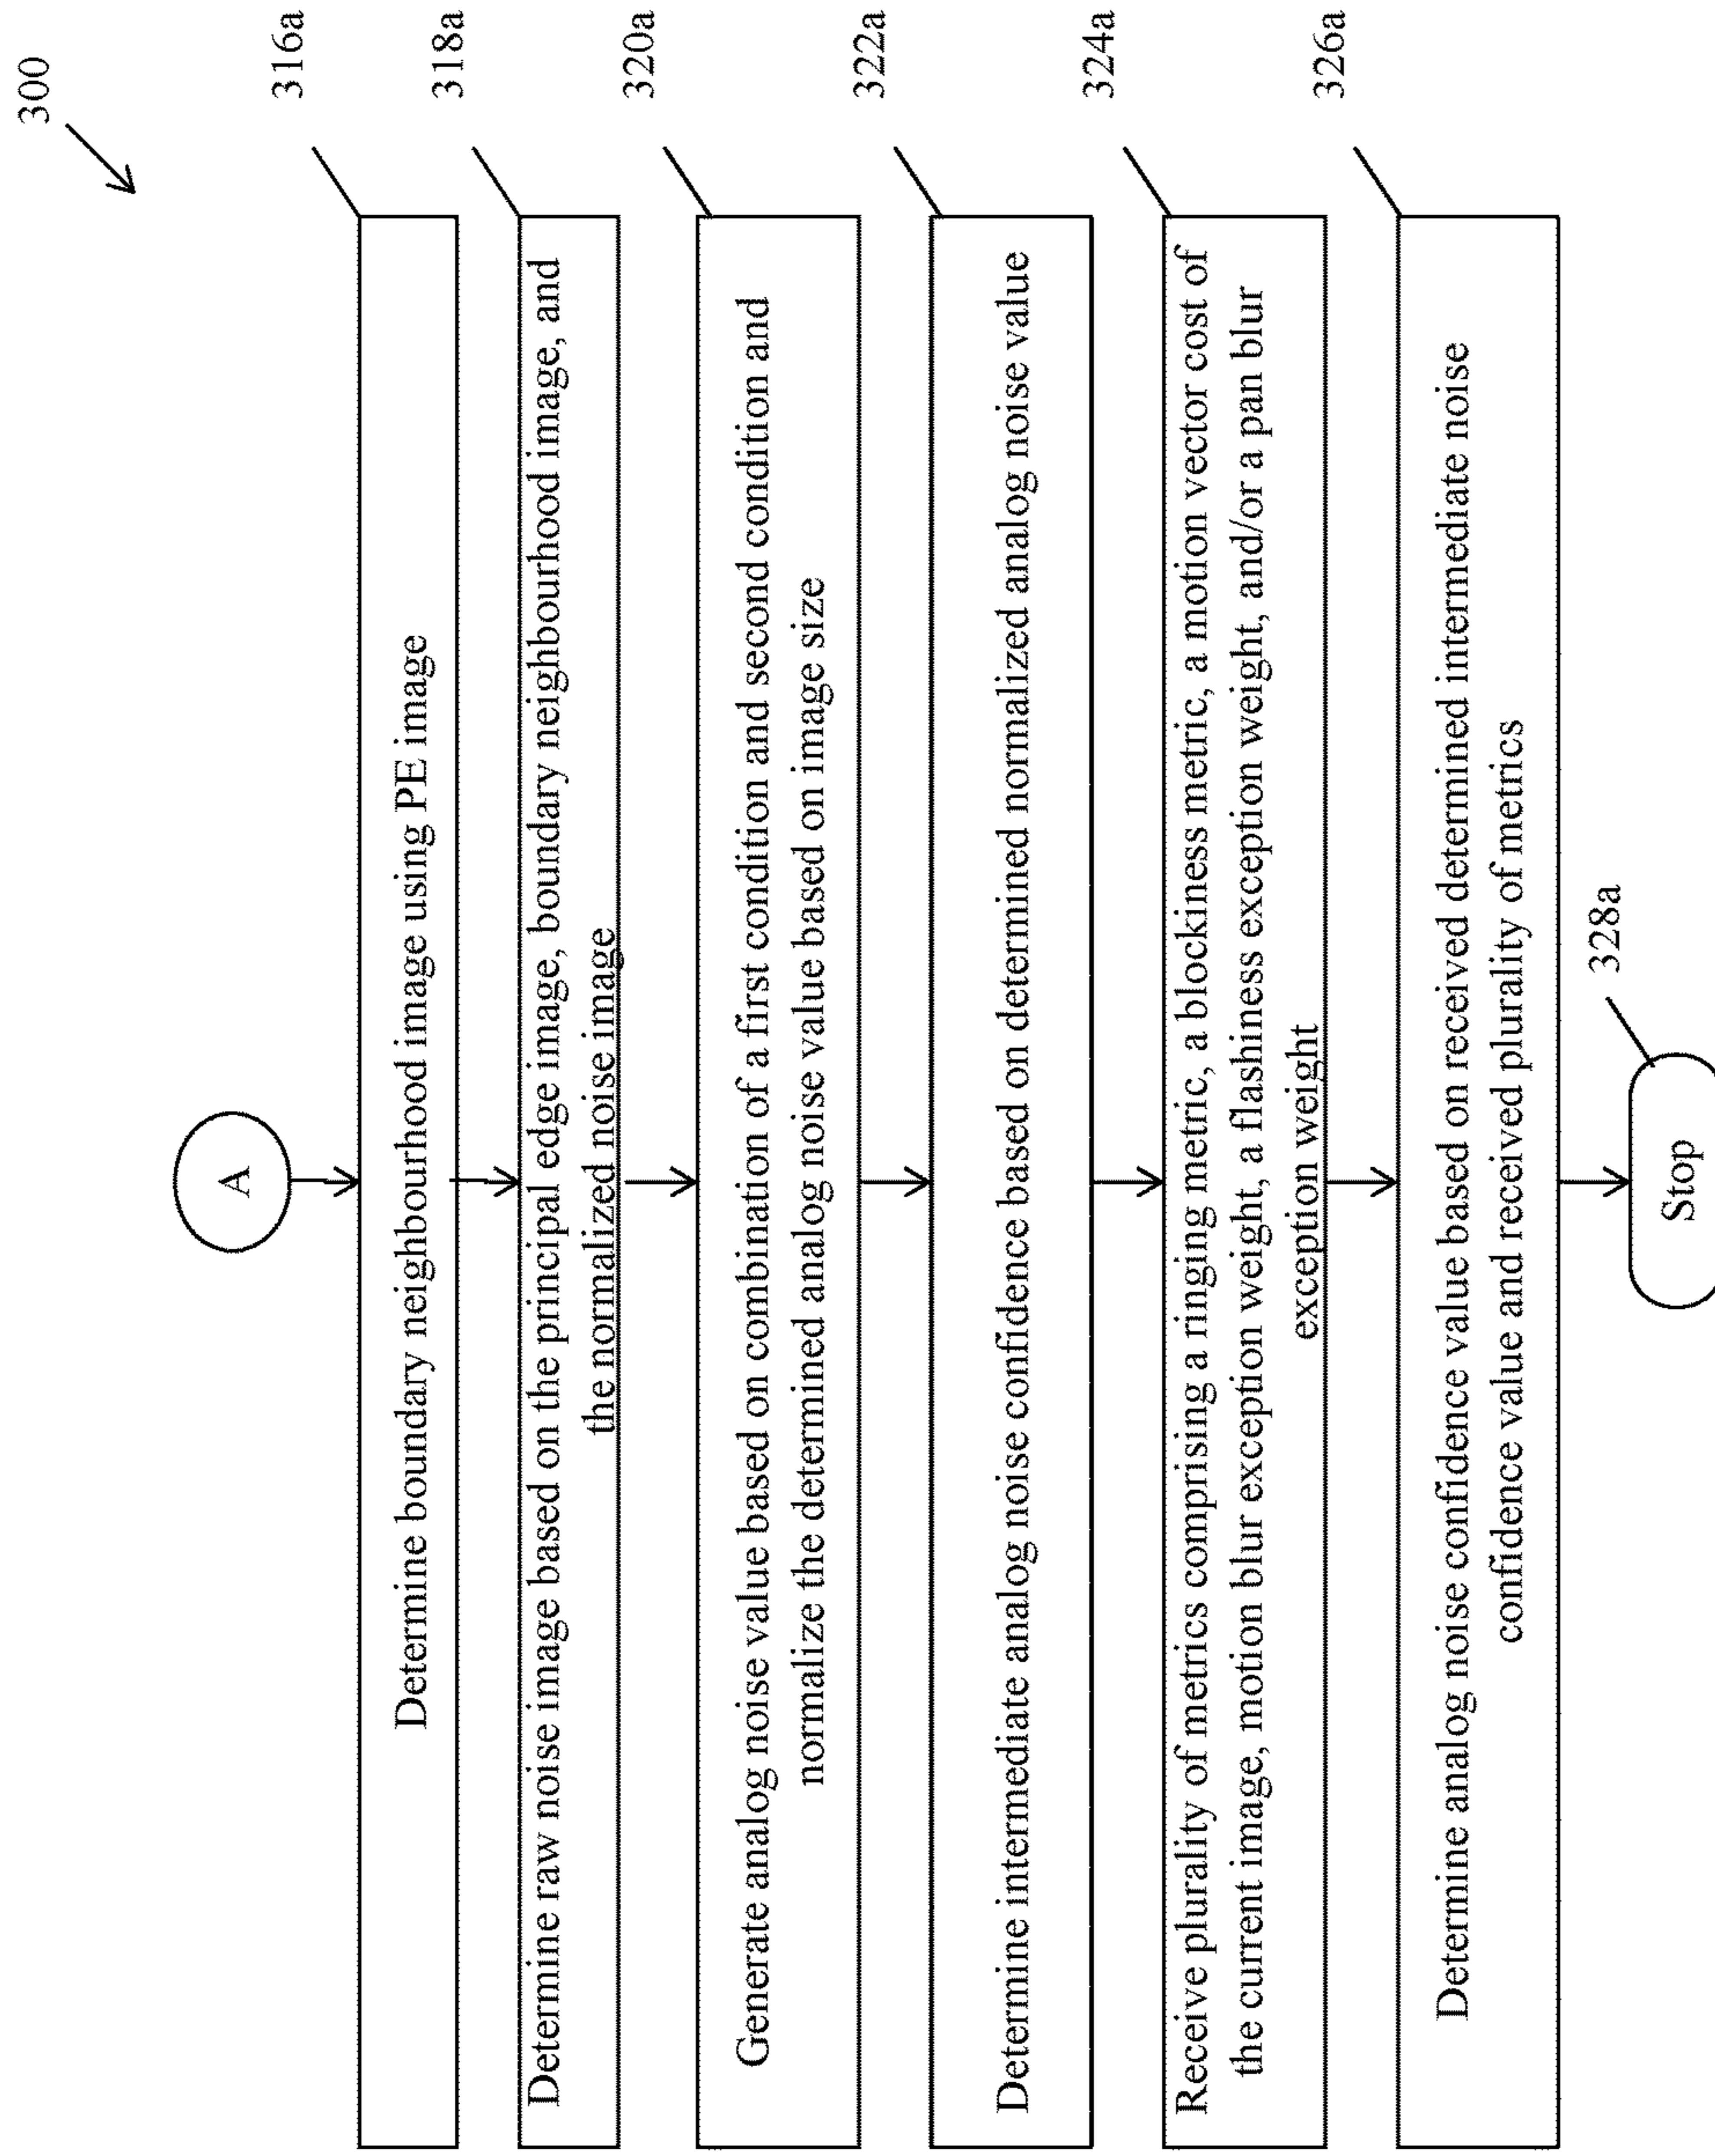 300
A
316a
Determine boundary neighbourhood image using PE image
318a
Determine raw noise image based on the principal edge image, boundary neighbourhood image, and
the normalized noise image
320a
Generate analog noise value based on combination of a first condition and second condition and
normalize the determined analog noise value based on image size
322a
Determine intermediate analog noise confidence based on determined normalized analog noise value
324a
Receive plurality of metrics comprising a ringing metric, a blockiness metric, a motion vector cost of
the current image, motion blur exception weight, a flashiness exception weight, and/or a pan blur
exception weight
326a
Determine analog noise confidence value based on received determined intermediate noise
confidence value and received plurality of metrics
328a
Stop